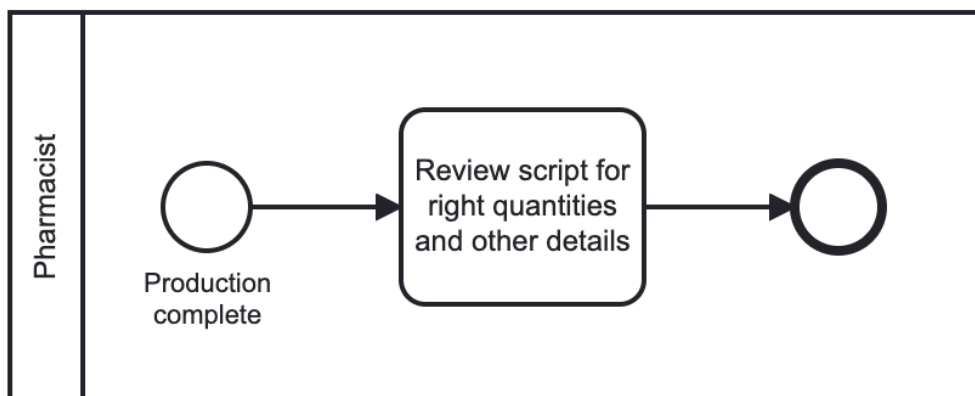 Pharmacist
Production
complete
Review script for
right quantities
and other details